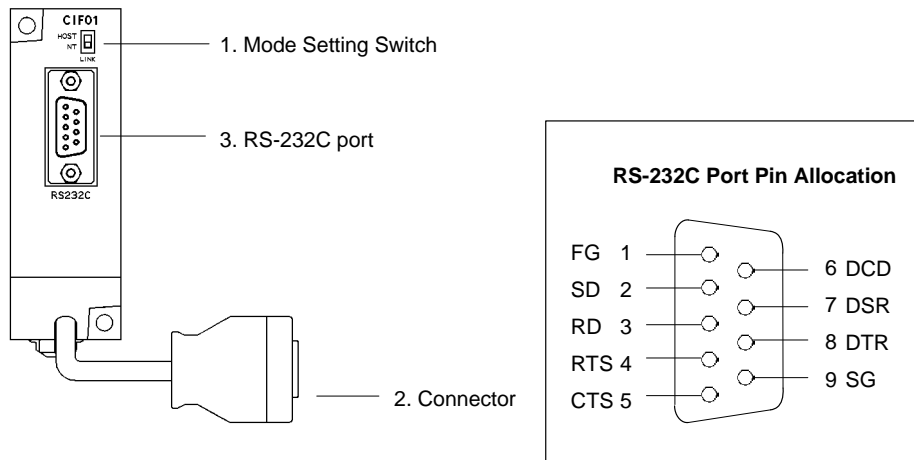 CIF01
HOST
NT
LINK
1. Mode Setting Switch
3. RS-232C port
RS232C
2. Connector
RS-232C Port Pin Allocation
FG 1
SD 2
RD 3
RTS 4
CTS 5
6 DCD
7 DSR
8 DTR
9 SG